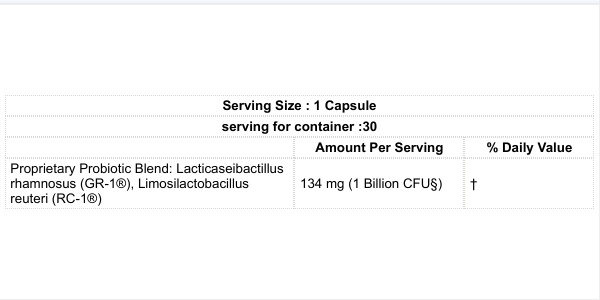 Serving Size : 1 Capsule
serving for container :30
Amount Per Serving % Daily Value
Proprietary Probiotic Blend: Lacticaseibactillus
rhamnosus (GR-1®), Limosilactobacillus
reuteri (RC-1®)
134 mg (1 Billion CFU§)
†